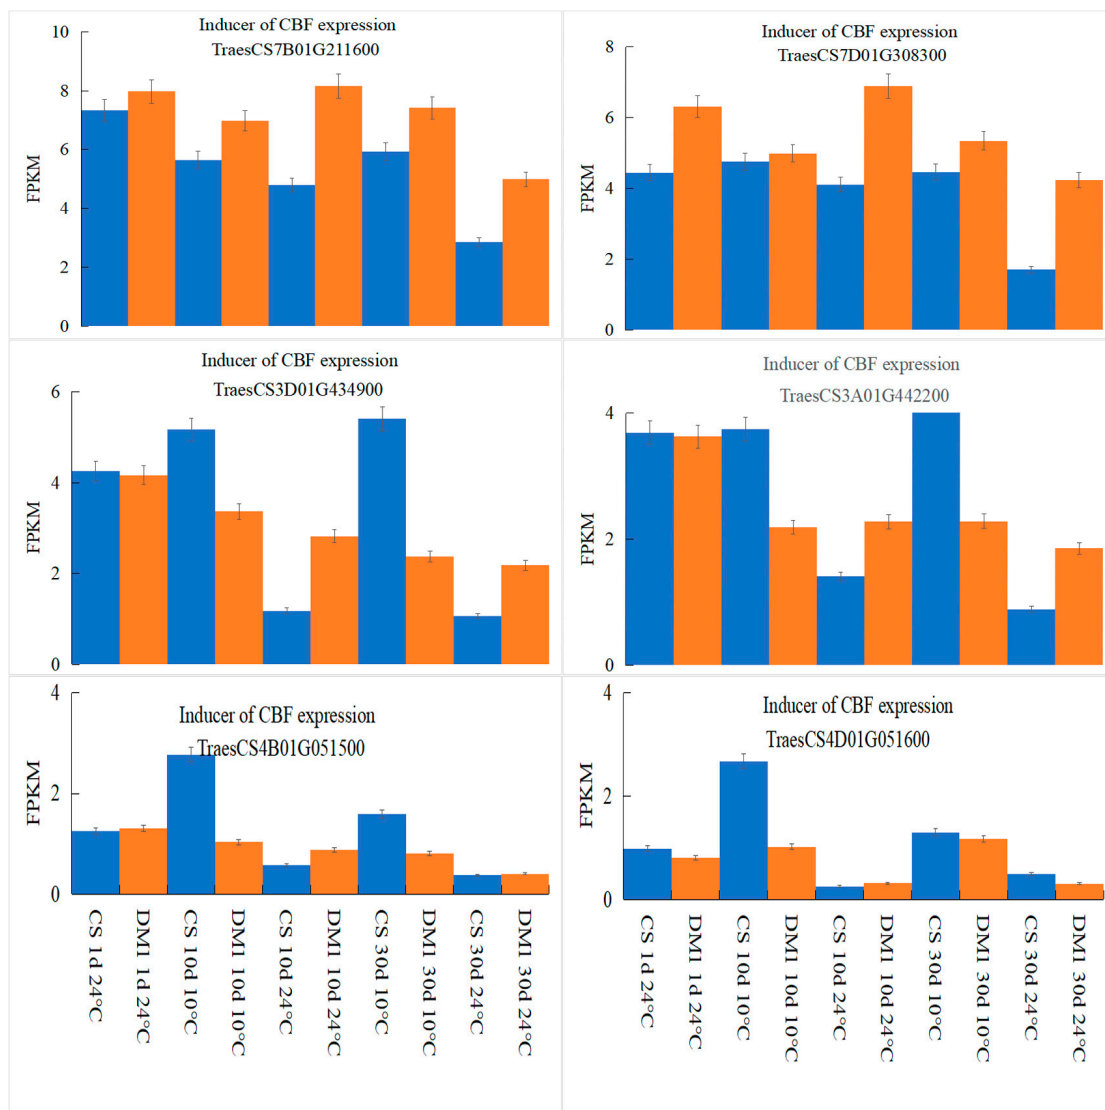 Inducer of CBF expression
TraesCS7B01G211600
10
8
6
4
2
0
FPKM
Inducer of CBF expression
TraesCS7D01G308300
8
6
4
2
0
FPKM
Inducer of CBF expression
TraesCS3D01G434900
6
4
2
0
FPKM
Inducer of CBF expression
TraesCS3A01G442200
4
2
0
FPKM
Inducer of CBF expression
TraesCS4B01G051500
4
2
0
FPKM
CS 1d 24°C
DM1 1d 24°C
CS 10d 10°C
DM1 10d 10°C
CS 10d 24°C
DM1 10d 24°C
CS 30d 10°C
DM1 30d 10°C
CS 30d 24°C
DM1 30d 24°C
Inducer of CBF expression
TraesCS4D01G051600
4
2
0
FPKM
CS 1d 24°C
DM1 1d 24°C
CS 10d 10°C
DM1 10d 10°C
CS 10d 24°C
DM1 10d 24°C
CS 30d 10°C
DM1 30d 10°C
CS 30d 24°C
DM1 30d 24°C